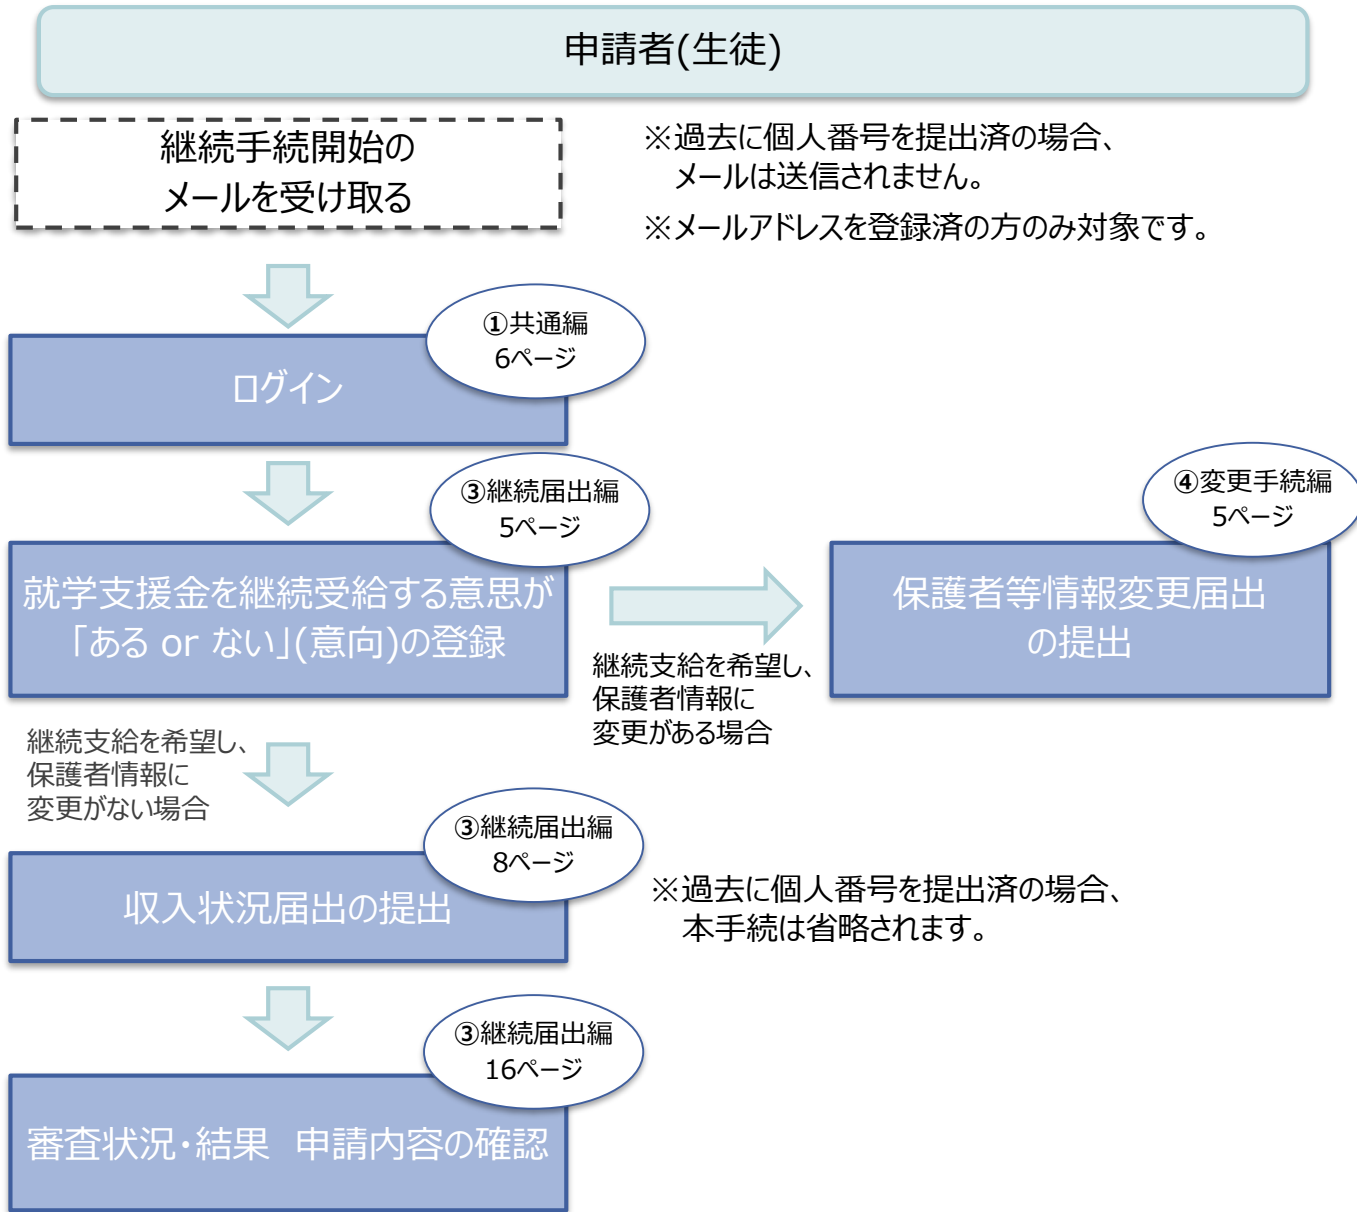 申請者(生徒)
継続手続開始の
メールを受け取る
※過去に個人番号を提出済の場合、
メールは送信されません。
※メールアドレスを登録済の方のみ対象です。
①共通編
6ページ
ログイン
③継続届出編
5ページ
④変更手続編
5ページ
就学支援金を継続受給する意思が
「ある or ない」(意向)の登録
保護者等情報変更届出
の提出
継続支給を希望し、
保護者情報に
変更がある場合
継続支給を希望し、
保護者情報に
変更がない場合
③継続届出編
8ページ
収入状況届出の提出
※過去に個人番号を提出済の場合、
本手続は省略されます。
③継続届出編
16ページ
審査状況・結果　申請内容の確認